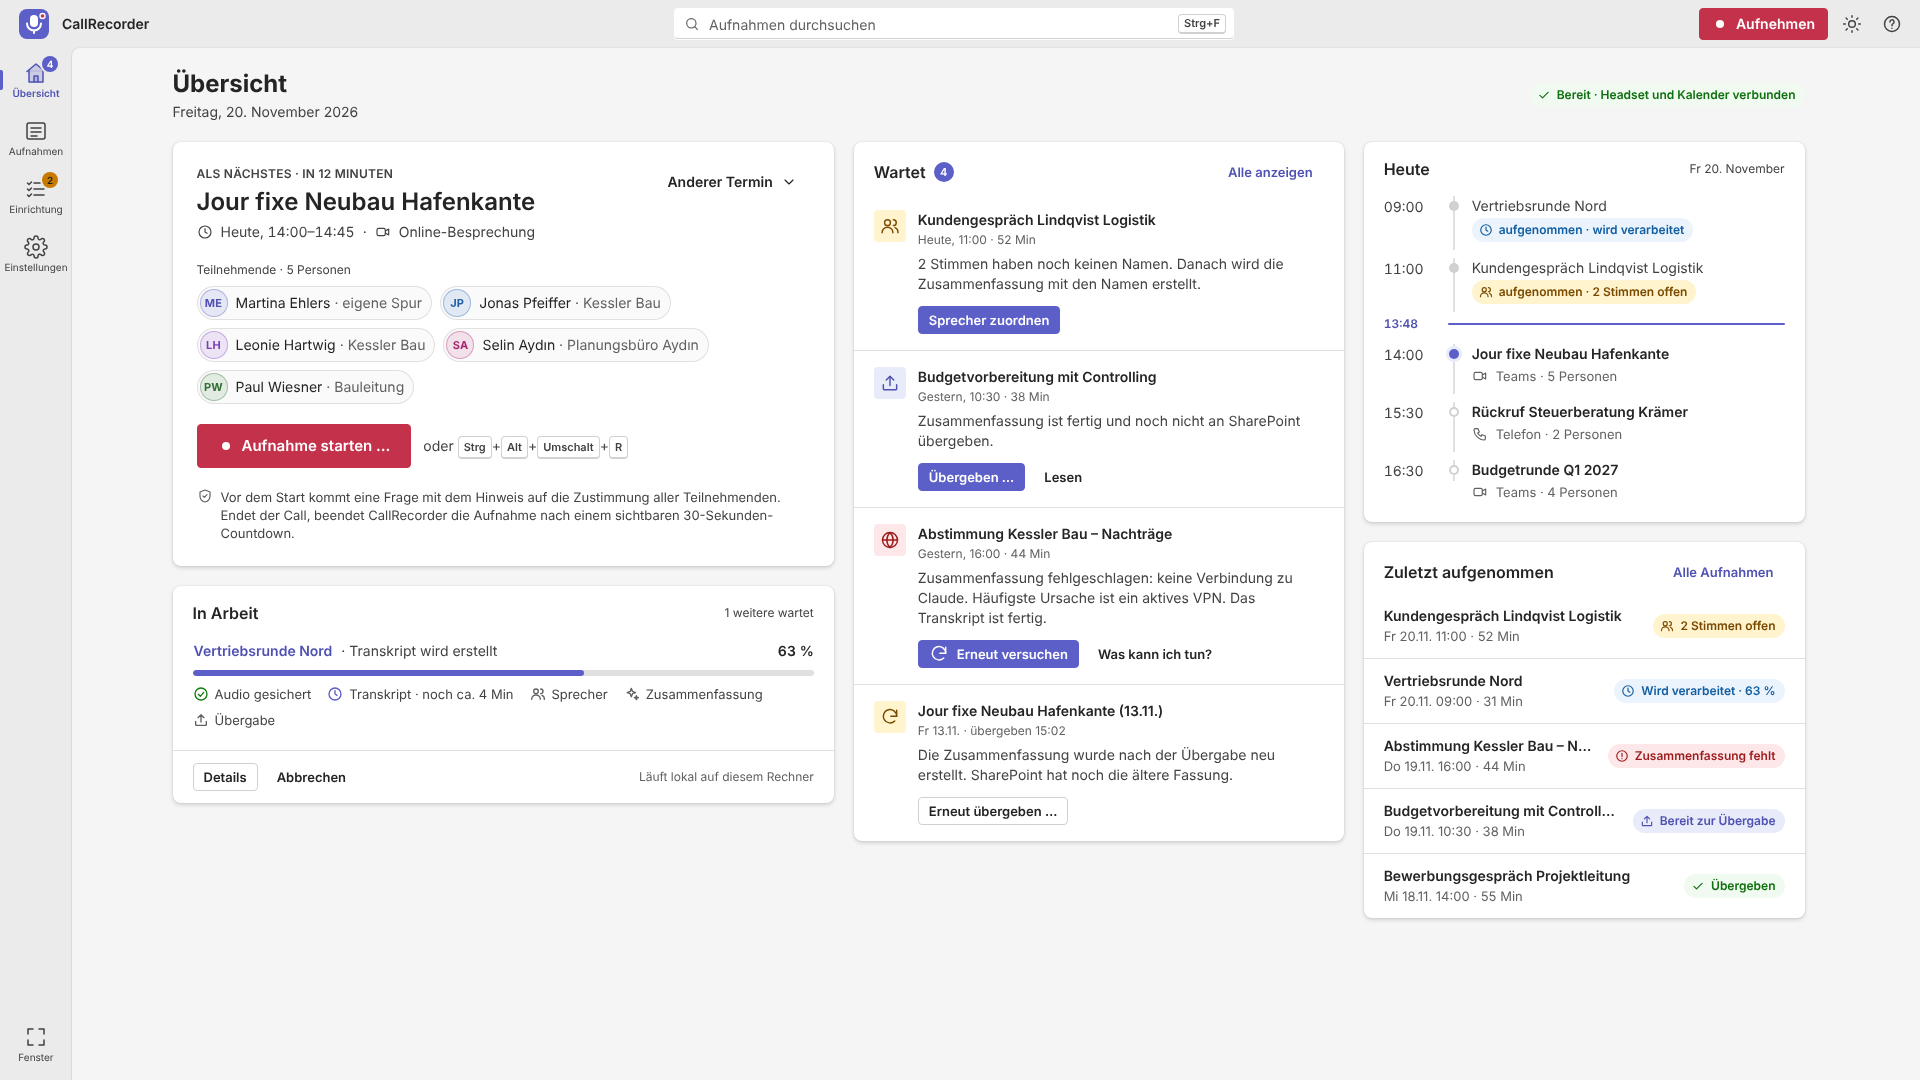 CallRecorder
Aufnahmen durchsuchen
Strg+F
Aufnehmen
4
Übersicht
Aufnahmen
2
Einrichtung
Einstellungen
Fenster
Übersicht
Freitag, 20. November 2026
Bereit · Headset und Kalender verbunden
ALS NÄCHSTES · IN 12 MINUTEN
Anderer Termin
Jour fixe Neubau Hafenkante
Heute, 14:00–14:45 · Online-Besprechung
Teilnehmende · 5 Personen
ME Martina Ehlers · eigene Spur
JP Jonas Pfeiffer · Kessler Bau
LH Leonie Hartwig · Kessler Bau
SA Selin Aydın · Planungsbüro Aydın
PW Paul Wiesner · Bauleitung
Aufnahme starten ...
oder Strg + Alt + Umschalt + R
Vor dem Start kommt eine Frage mit dem Hinweis auf die Zustimmung aller Teilnehmenden.
Endet der Call, beendet CallRecorder die Aufnahme nach einem sichtbaren 30-Sekunden-
Countdown.
In Arbeit
1 weitere wartet
Vertriebsrunde Nord · Transkript wird erstellt
63 %
Audio gesichert
Transkript · noch ca. 4 Min
Sprecher
Zusammenfassung
Übergabe
Details
Abbrechen
Läuft lokal auf diesem Rechner
Wartet 4
Alle anzeigen
Kundengespräch Lindqvist Logistik
Heute, 11:00 · 52 Min
2 Stimmen haben noch keinen Namen. Danach wird die
Zusammenfassung mit den Namen erstellt.
Sprecher zuordnen
Budgetvorbereitung mit Controlling
Gestern, 10:30 · 38 Min
Zusammenfassung ist fertig und noch nicht an SharePoint
übergeben.
Übergeben ...
Lesen
Abstimmung Kessler Bau – Nachträge
Gestern, 16:00 · 44 Min
Zusammenfassung fehlgeschlagen: keine Verbindung zu
Claude. Häufigste Ursache ist ein aktives VPN. Das
Transkript ist fertig.
Erneut versuchen
Was kann ich tun?
Jour fixe Neubau Hafenkante (13.11.)
Fr 13.11. · übergeben 15:02
Die Zusammenfassung wurde nach der Übergabe neu
erstellt. SharePoint hat noch die ältere Fassung.
Erneut übergeben ...
Heute
Fr 20. November
09:00 Vertriebsrunde Nord
aufgenommen · wird verarbeitet
11:00 Kundengespräch Lindqvist Logistik
aufgenommen · 2 Stimmen offen
13:48
14:00 Jour fixe Neubau Hafenkante
Teams · 5 Personen
15:30 Rückruf Steuerberatung Krämer
Telefon · 2 Personen
16:30 Budgetrunde Q1 2027
Teams · 4 Personen
Zuletzt aufgenommen
Alle Aufnahmen
Kundengespräch Lindqvist Logistik
Fr 20.11. 11:00 · 52 Min
2 Stimmen offen
Vertriebsrunde Nord
Fr 20.11. 09:00 · 31 Min
Wird verarbeitet · 63 %
Abstimmung Kessler Bau – N...
Do 19.11. 16:00 · 44 Min
Zusammenfassung fehlt
Budgetvorbereitung mit Controll...
Do 19.11. 10:30 · 38 Min
Bereit zur Übergabe
Bewerbungsgespräch Projektleitung
Mi 18.11. 14:00 · 55 Min
Übergeben